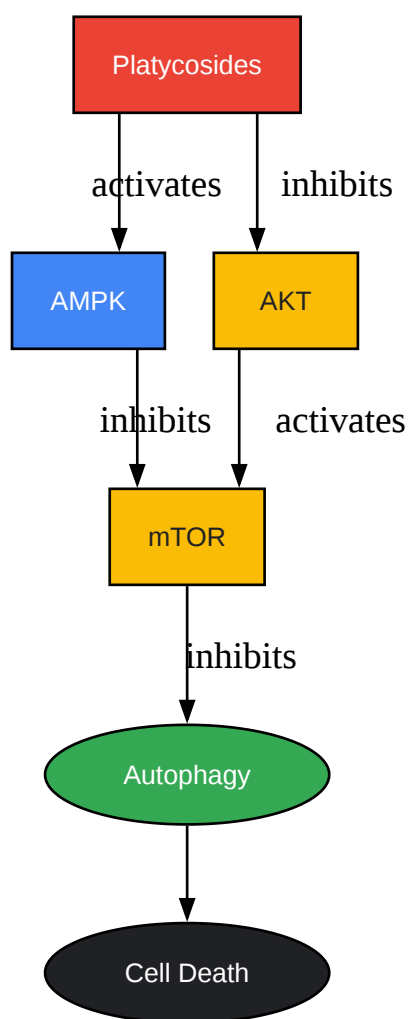 Platycosides
activates inhibits
AMPK AKT
inhibits activates
mTOR
inhibits
Autophagy
Cell Death